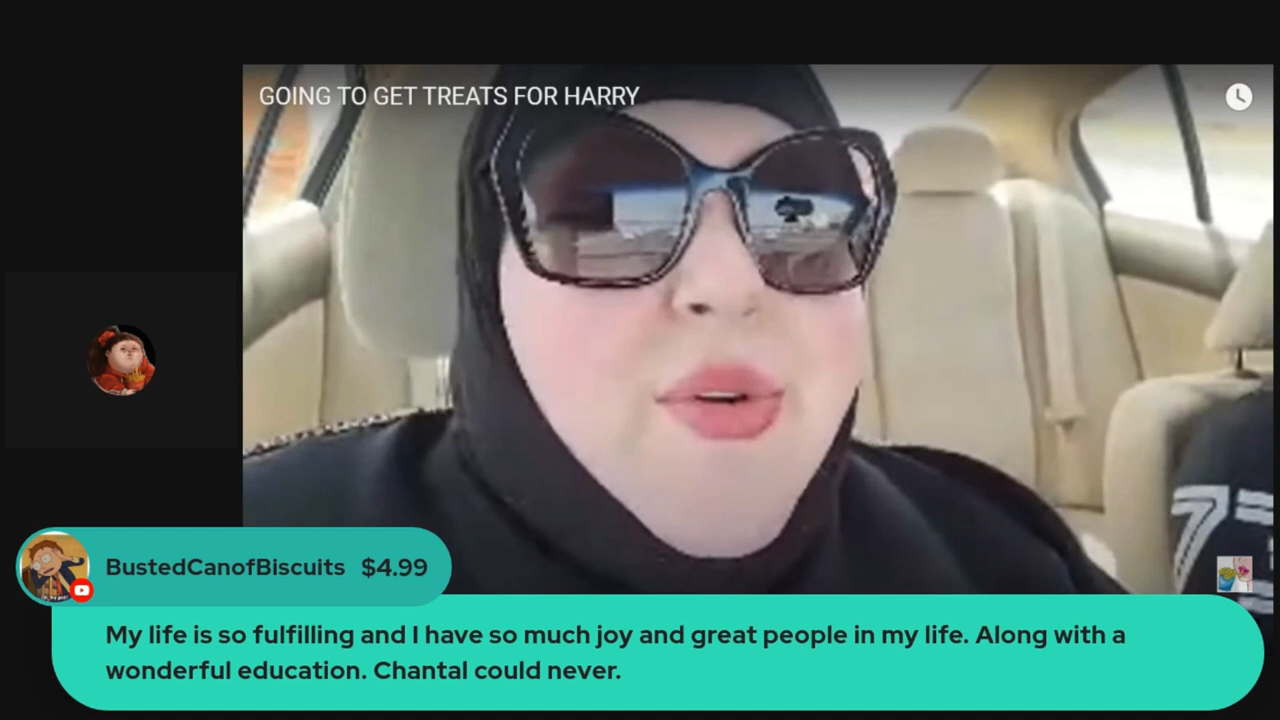 GOING TO GET TREATS FOR HARRY
BustedCanofBiscuits $4.99
My life is so fulfilling and I have so much joy and great people in my life. Along with a
wonderful education. Chantal could never.